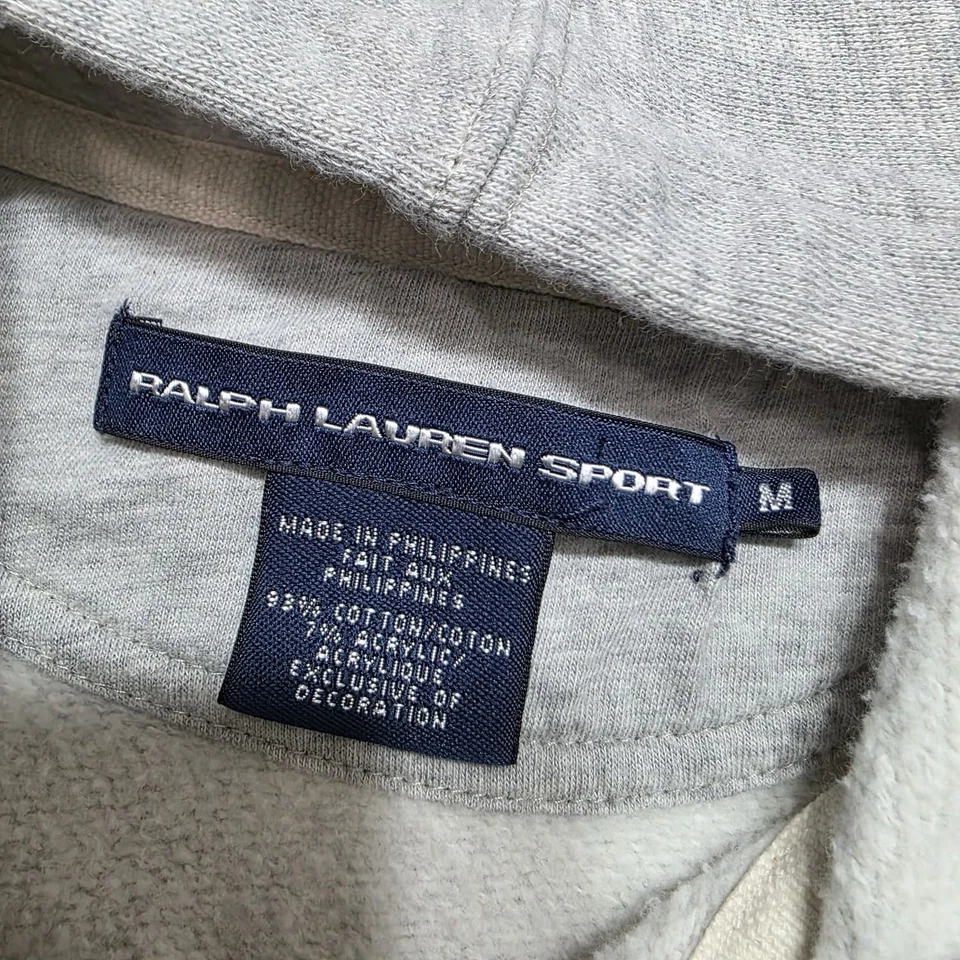 RALPH LAUREN SPORT
M
MADE IN PHILIPPINES
FAIT AUX
PHILIPPINES
93% COTTON/COTON
7% ACRYLIC/
ACRYLIQUE
EXCLUSIVE OF
DECORATION